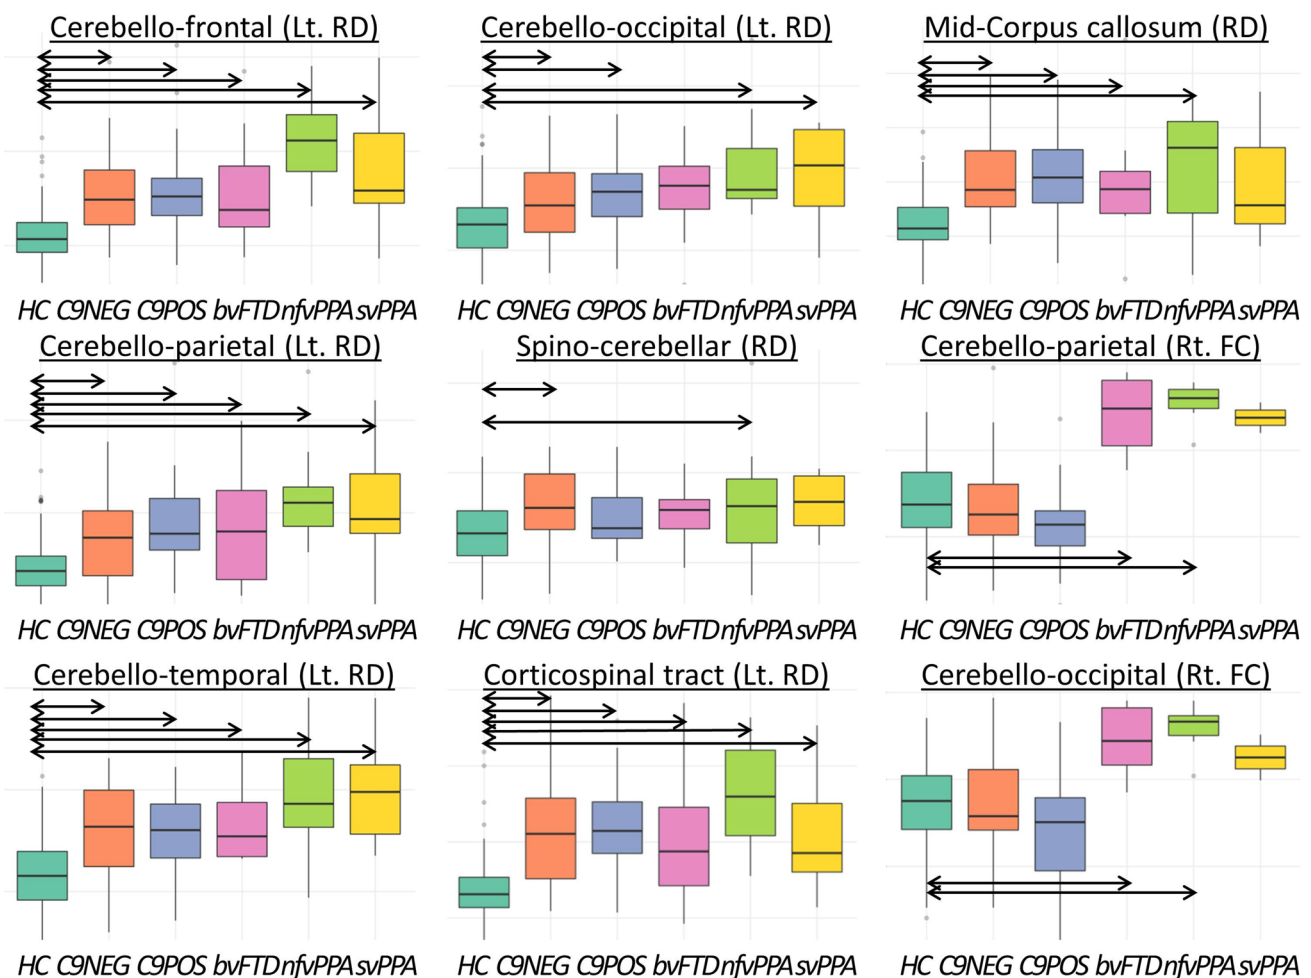 Cerebello-frontal (Lt. RD)
Cerebello-occipital (Lt. RD)
Mid-Corpus callosum (RD)
HC C9NEG C9POS bvFTD nfvPPA svPPA
HC C9NEG C9POS bvFTD nfvPPA svPPA
HC C9NEG C9POS bvFTD nfvPPA svPPA
Cerebello-parietal (Lt. RD)
Spino-cerebellar (RD)
Cerebello-parietal (Rt. FC)
HC C9NEG C9POS bvFTD nfvPPA svPPA
HC C9NEG C9POS bvFTD nfvPPA svPPA
HC C9NEG C9POS bvFTD nfvPPA svPPA
Cerebello-temporal (Lt. RD)
Corticospinal tract (Lt. RD)
Cerebello-occipital (Rt. FC)
HC C9NEG C9POS bvFTD nfvPPA svPPA
HC C9NEG C9POS bvFTD nfvPPA svPPA
HC C9NEG C9POS bvFTD nfvPPA svPPA